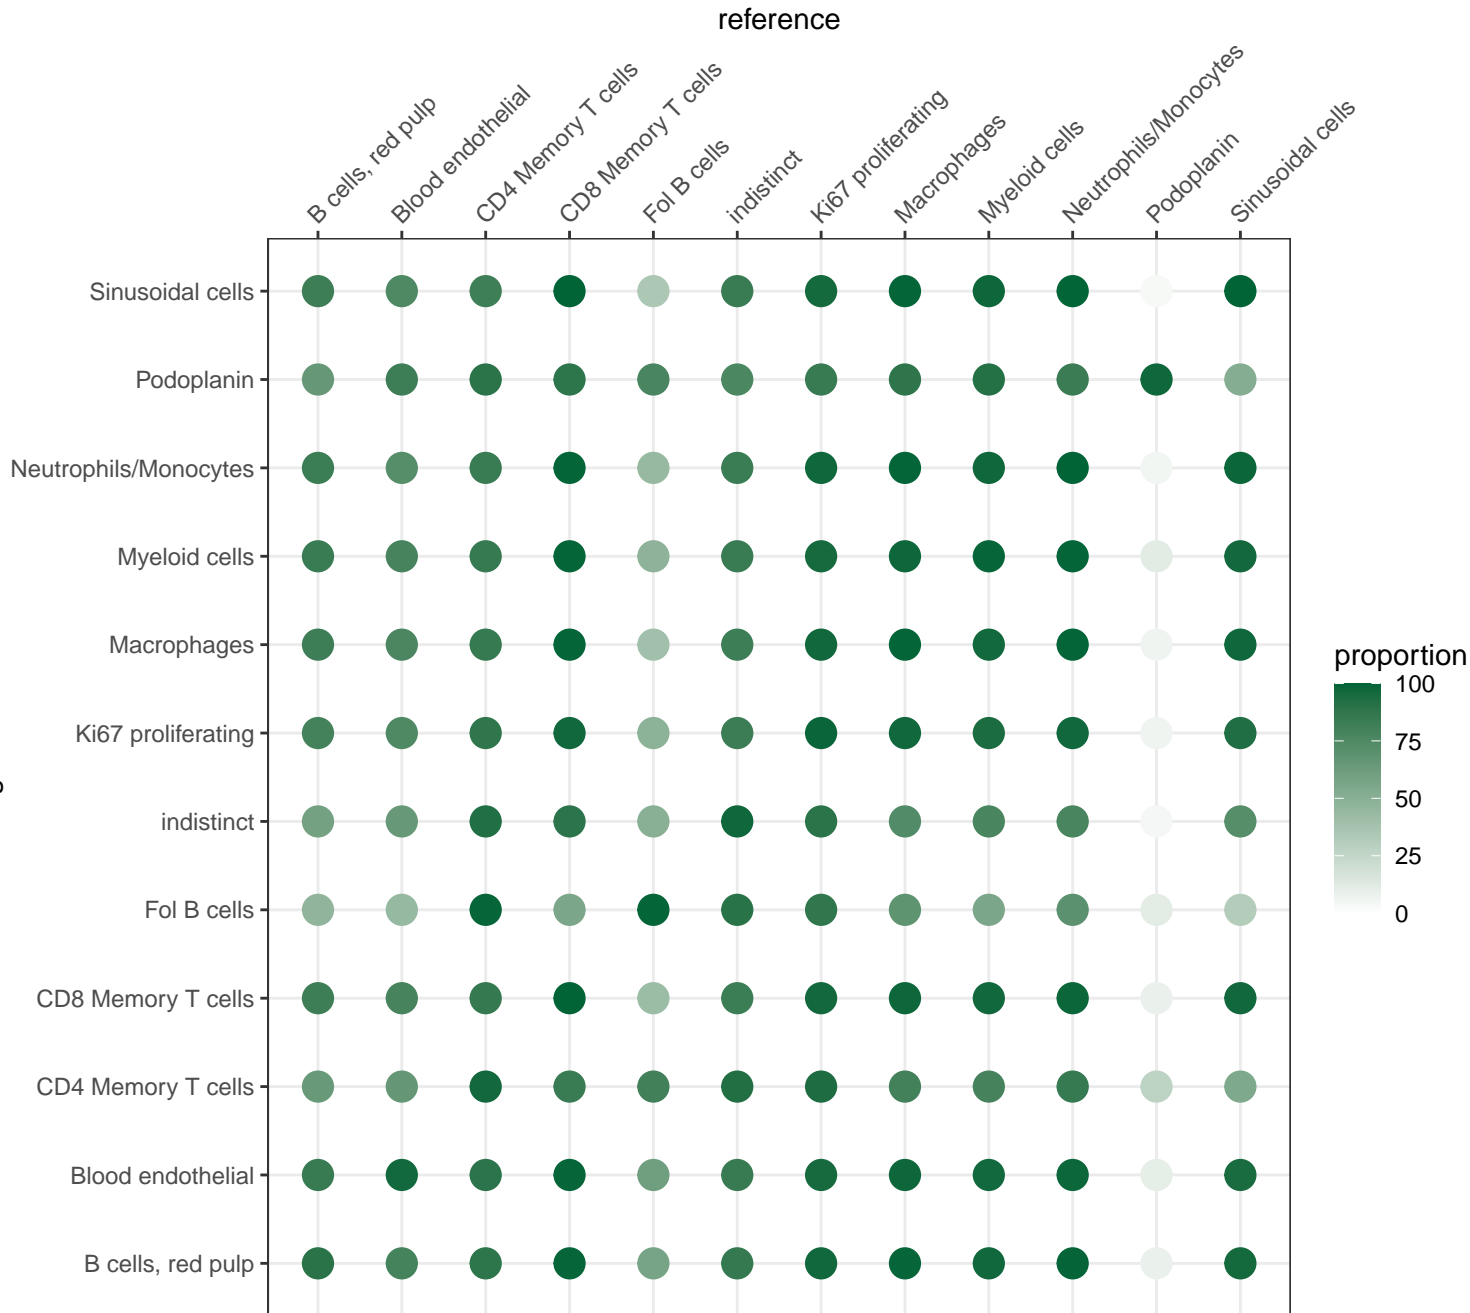 reference
B cells, red pulp
Blood endothelial
CD4 Memory T cells
CD8 Memory T cells
Fol B cells
indistinct
Ki67 proliferating
Macrophages
Myeloid cells
Neutrophils/Monocytes
Podoplanin
Sinusoidal cells
Sinusoidal cells
Podoplanin
Neutrophils/Monocytes
Myeloid cells
Macrophages
Ki67 proliferating
indistinct
Fol B cells
CD8 Memory T cells
CD4 Memory T cells
Blood endothelial
B cells, red pulp
proportion
100
75
50
25
0